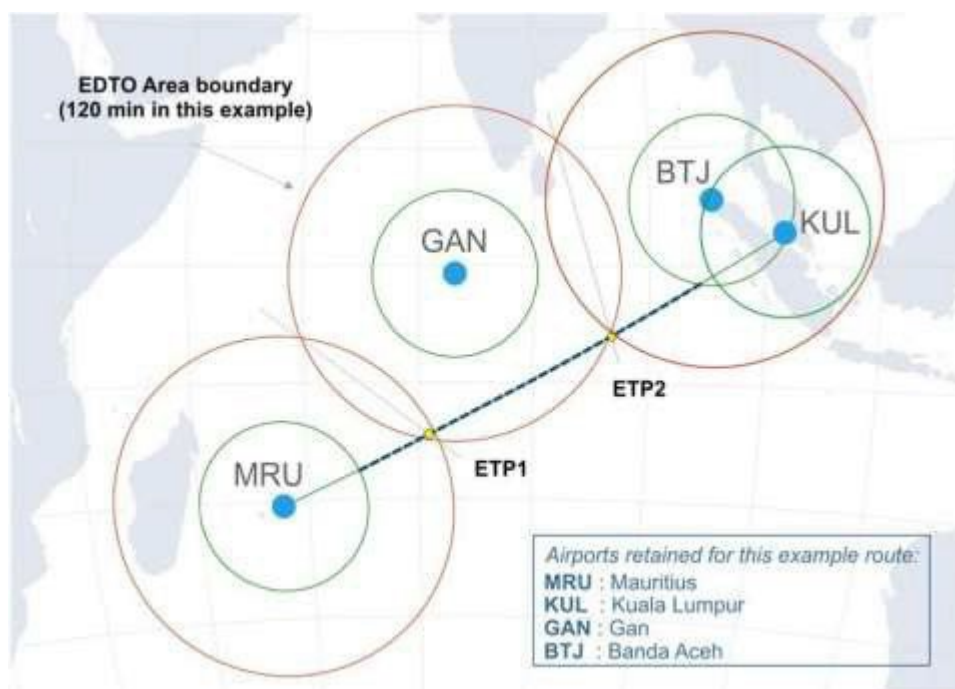 EDTO Area boundary
(120 min in this example)
BTJ
KUL
GAN
ETP2
ETP1
MRU
Airports retained for this example route:
MRU : Mauritius
KUL : Kuala Lumpur
GAN : Gan
BTJ : Banda Aceh